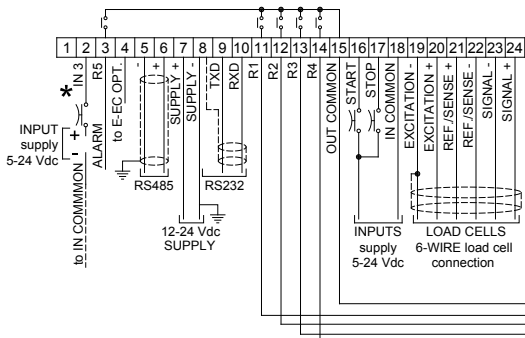 1 2 3 4 5 6 7 8 9 10 11 12 13 14 15 16 17 18 19 20 21 22 23 24
*
IN 3
R5
to E-EC OPT.
-
+
SUPPLY +
SUPPLY -
TXD
RXD
R1
R2
R3
R4
OUT COMMON
START
STOP
IN COMMON
EXCITATION -
EXCITATION +
REF./SENSE +
REF./SENSE -
SIGNAL -
SIGNAL +
INPUT
supply
5-24 Vdc
+
-
to IN COMMMON
ALARM
RS485
RS232
12-24 Vdc
SUPPLY
INPUTS
supply
5-24 Vdc
LOAD CELLS
6-WIRE load cell
connection